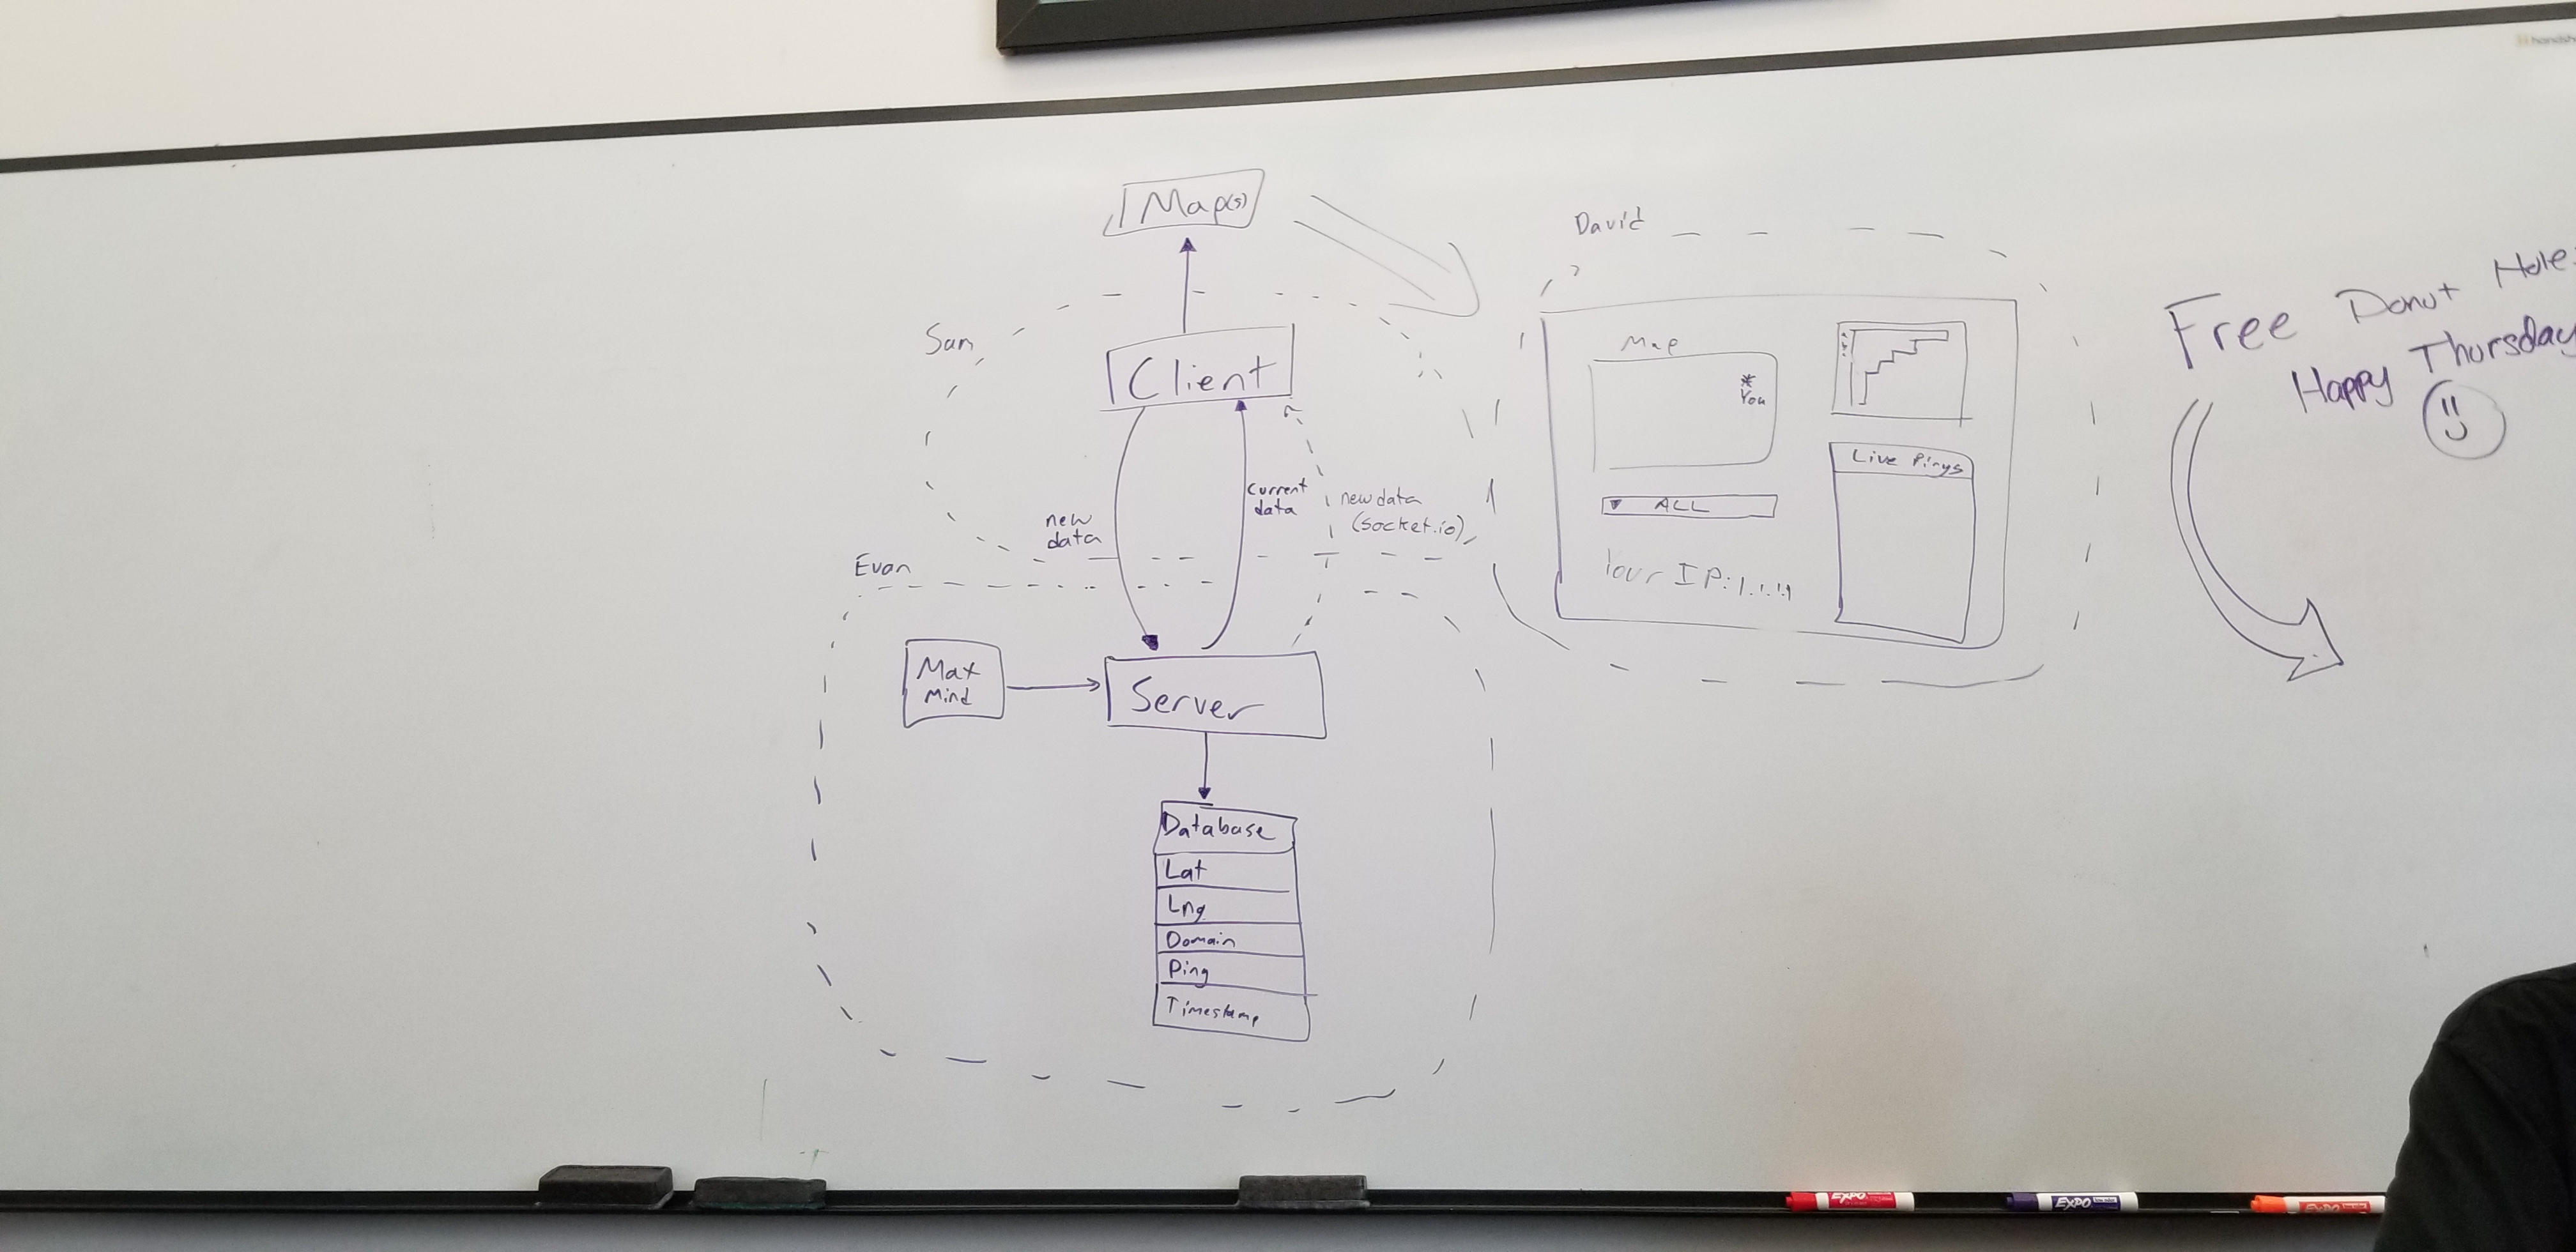 Map(s)
Client
Sam
new
data
current
data
new data
(socket.io)
Evan
Max
Mind
Server
Database
Lat
Lng
Domain
Ping
Timestamp
David
Map
*
You
ALL
Your IP: 1.1.1.1
Live Pings
Free Donut Holes
Happy Thursday
EXPO
EXPO
EXPO